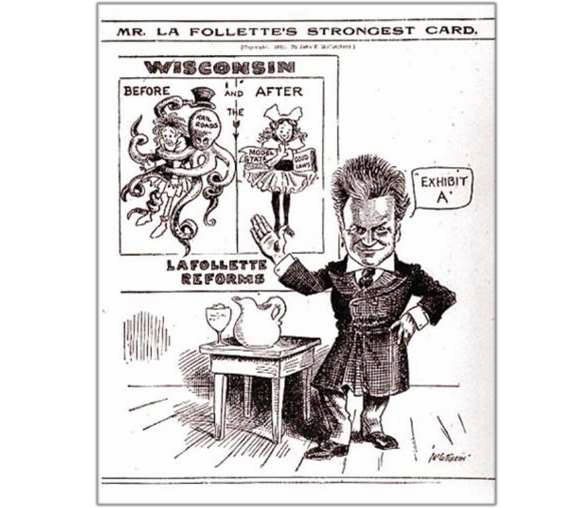 MR. LA FOLLETTE'S STRONGEST CARD.
WISCONSIN
BEFORE AND THE AFTER
RAIL
ROADS
MODEL
STATE
GOOD
LAWS
LAFOLLETTE
REFORMS
"EXHIBIT
A"